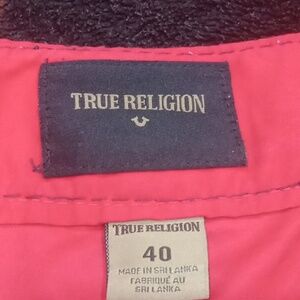 TRUE RELIGION
TRUE RELIGION
40
MADE IN SRI LANKA
FABRIQUÉ AU
SRI LANKA